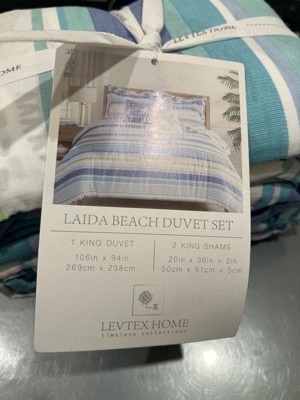 OME
LEVTEX HOME
LAIDA BEACH DUVET SET
1 KING DUVET
106in x 94in
269cm x 238cm
2 KING SHAMS
20in x 36in + 2in
50cm x 91cm + 5cm
LEVTEX HOME
timeless collections